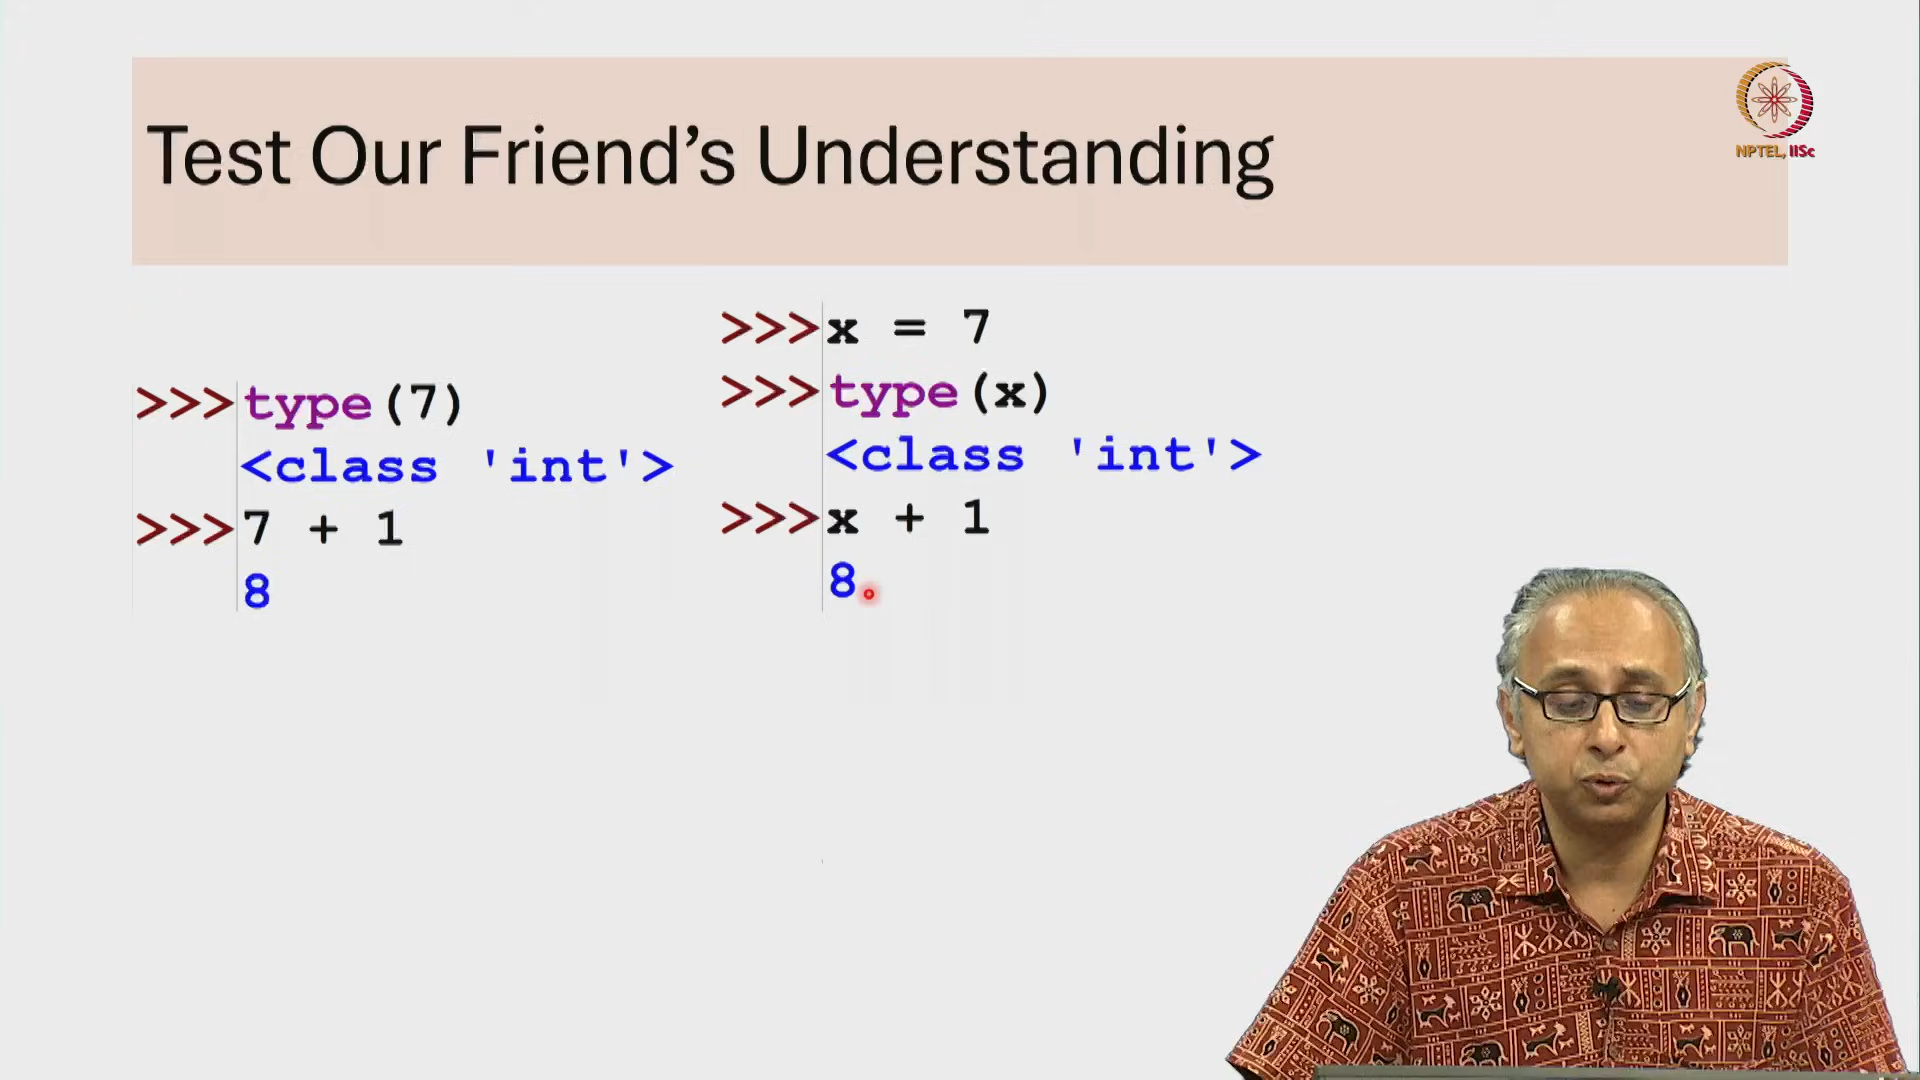 Test Our Friend's Understanding
NPTEL, IISc
>>> type(7)
<class 'int'>
>>> 7 + 1
8
>>> x = 7
>>> type(x)
<class 'int'>
>>> x + 1
8